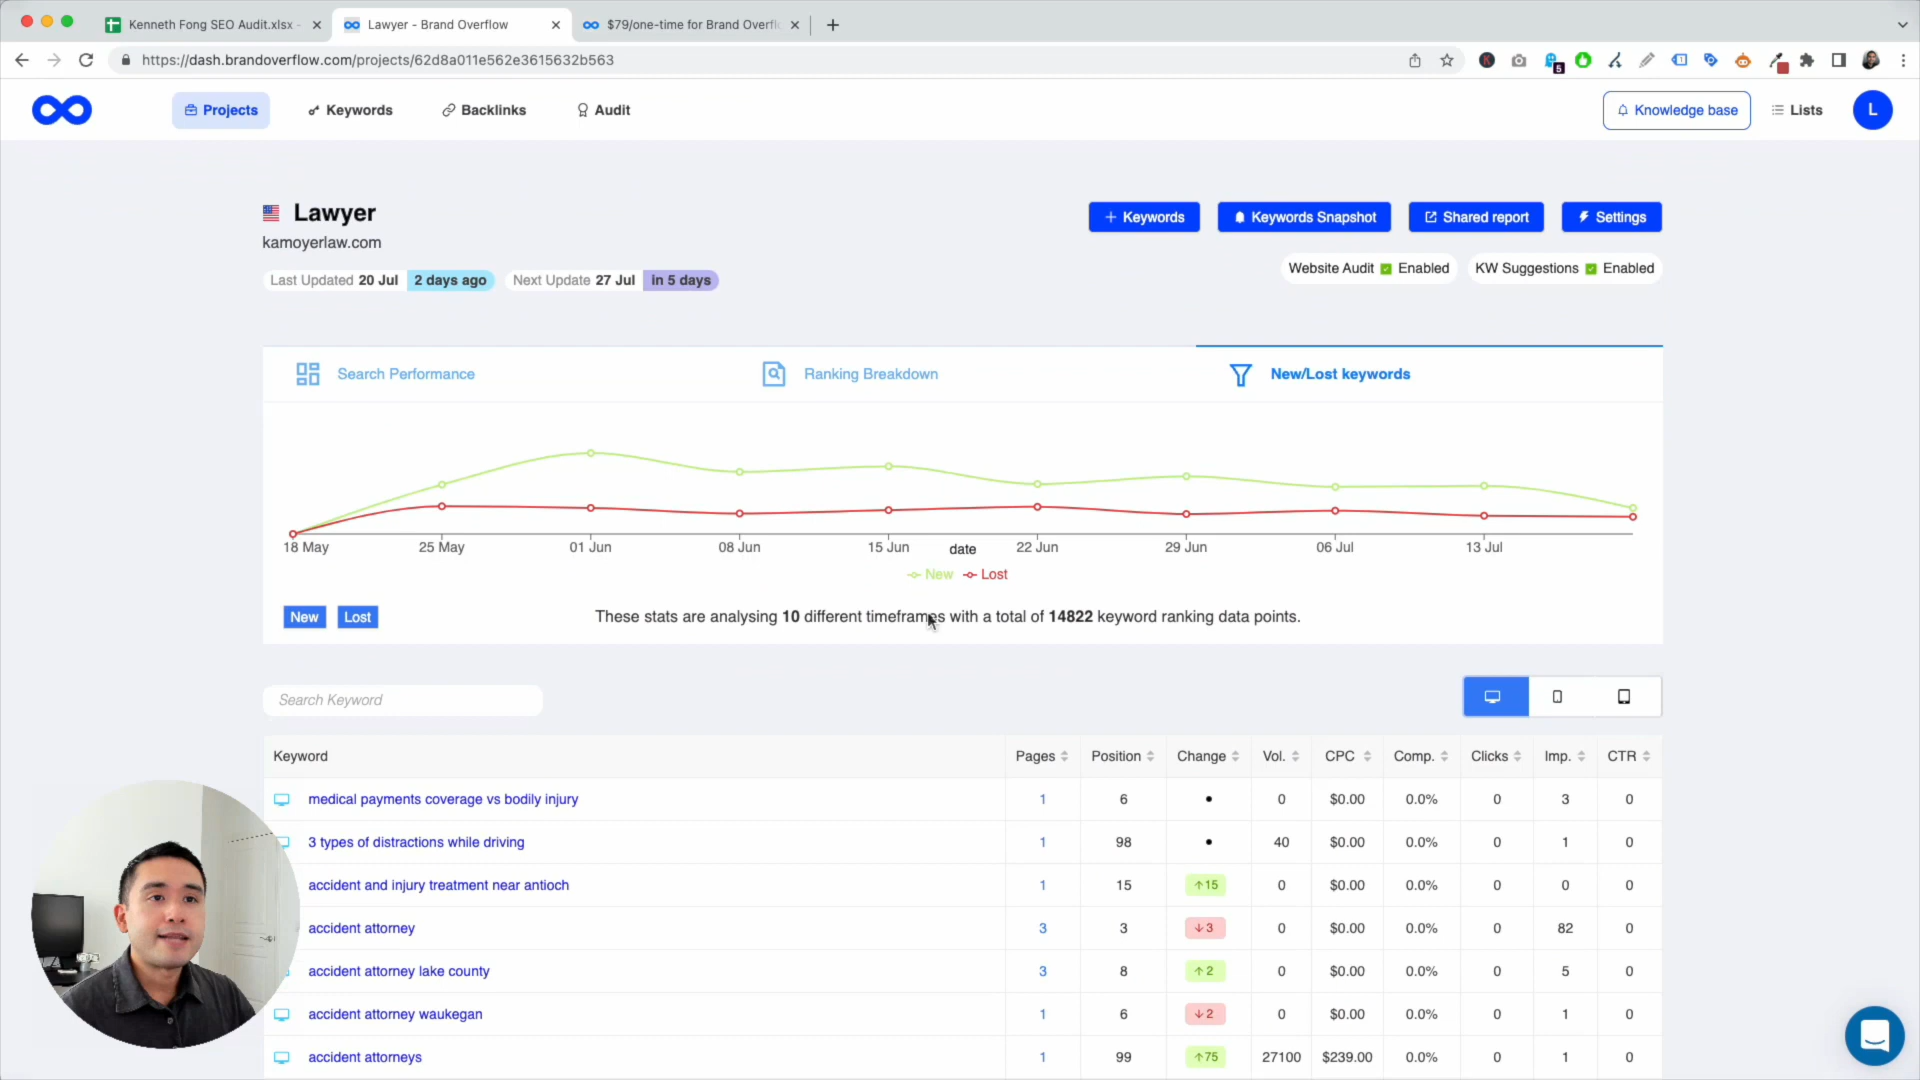 Kenneth Fong SEO Audit.xlsx -
Lawyer - Brand Overflow
$79/one-time for Brand Overfl
https://dash.brandoverflow.com/projects/62d8a011e562e3615632b563
5
Projects
Keywords
Backlinks
Audit
Knowledge base
Lists
L
Lawyer
kamoyerlaw.com
Last Updated 20 Jul 2 days ago Next Update 27 Jul in 5 days
+ Keywords
Keywords Snapshot
Shared report
Settings
Website Audit Enabled
KW Suggestions Enabled
Search Performance
Ranking Breakdown
New/Lost keywords
18 May 25 May 01 Jun 08 Jun 15 Jun date 22 Jun 29 Jun 06 Jul 13 Jul
New Lost
New Lost
These stats are analysing 10 different timeframes with a total of 14822 keyword ranking data points.
Search Keyword
Keyword Pages Position Change Vol. CPC Comp. Clicks Imp. CTR
medical payments coverage vs bodily injury 1 6 • 0 $0.00 0.0% 0 3 0
3 types of distractions while driving 1 98 • 40 $0.00 0.0% 0 1 0
accident and injury treatment near antioch 1 15 ↑15 0 $0.00 0.0% 0 0 0
accident attorney 3 3 ↓3 0 $0.00 0.0% 0 82 0
accident attorney lake county 3 8 ↑2 0 $0.00 0.0% 0 5 0
accident attorney waukegan 1 6 ↓2 0 $0.00 0.0% 0 1 0
accident attorneys 1 99 ↑75 27100 $239.00 0.0% 0 1 0